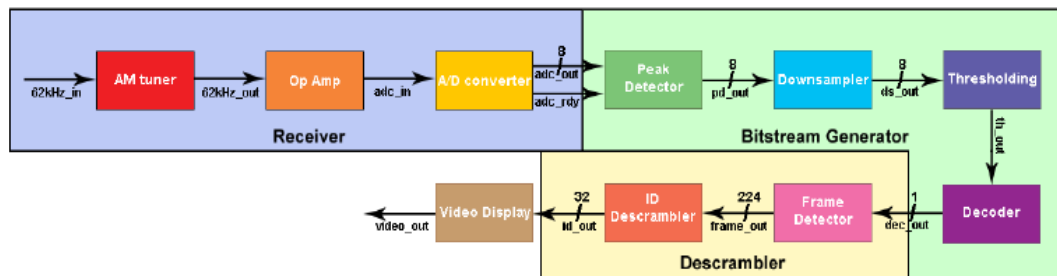 8
8
8
AM tuner
Op Amp
A/D converter
adc_out
Peak
Detector
Downsampler
Thresholding
62kHz_in
62kHz_out
adc_in
adc_rdy
pd_out
ds_out
Receiver
Bitstream Generator
th_out
32
224
1
Video Display
ID
Descrambler
Frame
Detector
Decoder
video_out
id_out
frame_out
dec_out
Descrambler